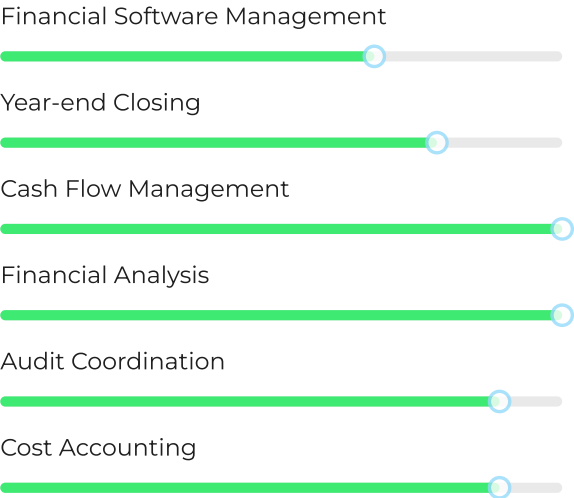 Financial Software Management
Year-end Closing
Cash Flow Management
Financial Analysis
Audit Coordination
Cost Accounting